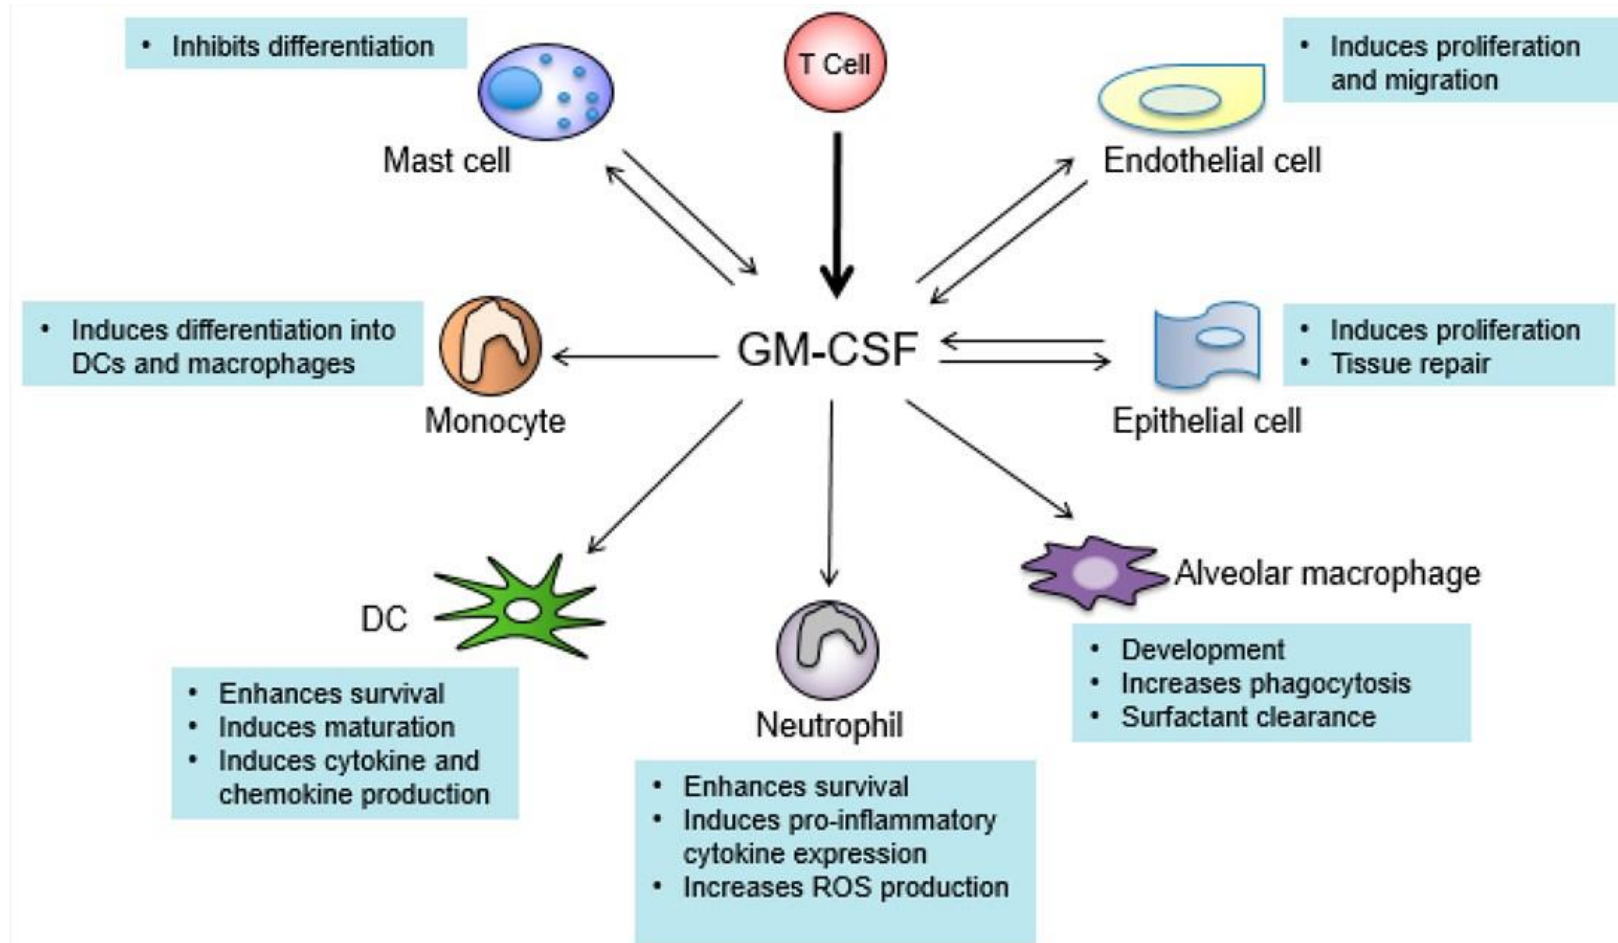 • Inhibits differentiation
Mast cell
T Cell
• Induces proliferation
and migration
Endothelial cell
• Induces differentiation into
DCs and macrophages
Monocyte
GM-CSF
• Induces proliferation
• Tissue repair
Epithelial cell
DC
• Enhances survival
• Induces maturation
• Induces cytokine and
chemokine production
Neutrophil
• Enhances survival
• Induces pro-inflammatory
cytokine expression
• Increases ROS production
Alveolar macrophage
• Development
• Increases phagocytosis
• Surfactant clearance